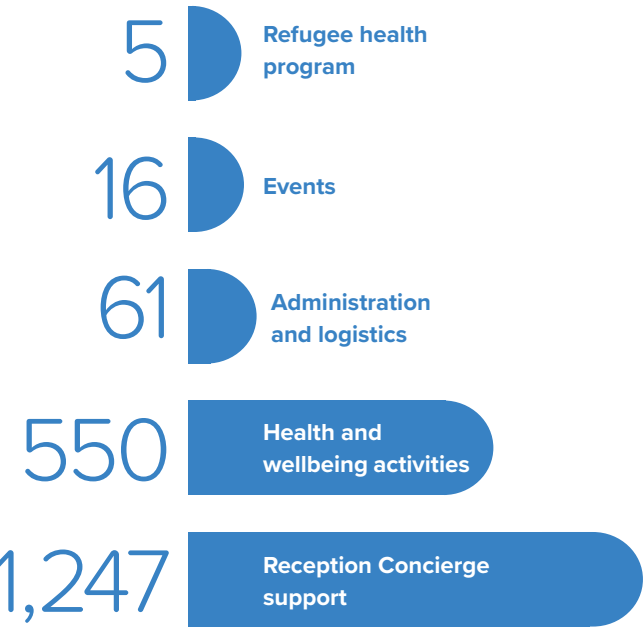 5
Refugee health
program
16
Events
61
Administration
and logistics
550
Health and
wellbeing activities
1,247
Reception Concierge
support